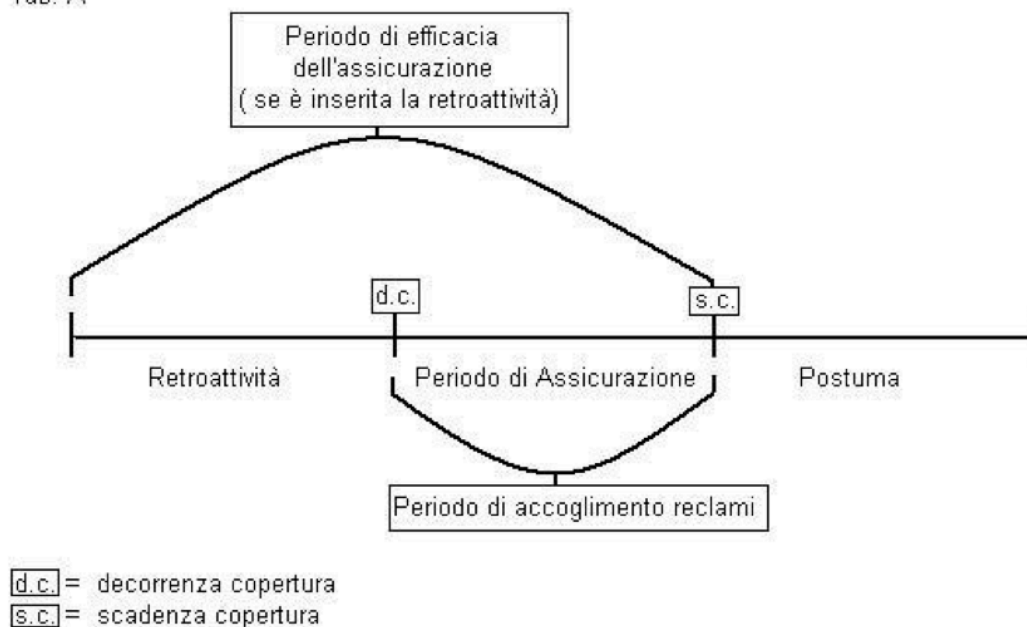 Periodo di efficacia
dell'assicurazione
( se è inserita la retroattività)
d.c.
s.c.
Retroattività
Periodo di Assicurazione
Postuma
Periodo di accoglimento reclami
d.c. = decorrenza copertura
s.c. = scadenza copertura